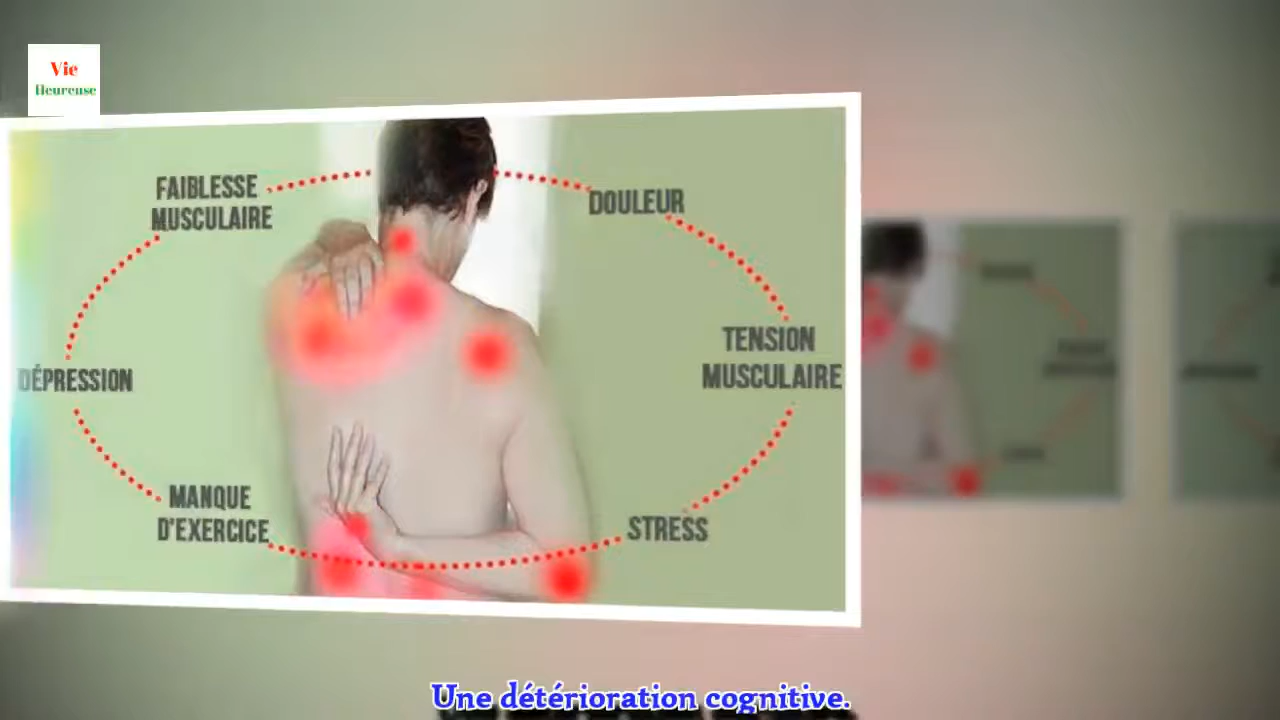 Vie
Heureuse
FAIBLESSE
MUSCULAIRE
DOULEUR
TENSION
MUSCULAIRE
DÉPRESSION
MANQUE
D'EXERCICE
STRESS
Une détérioration cognitive.